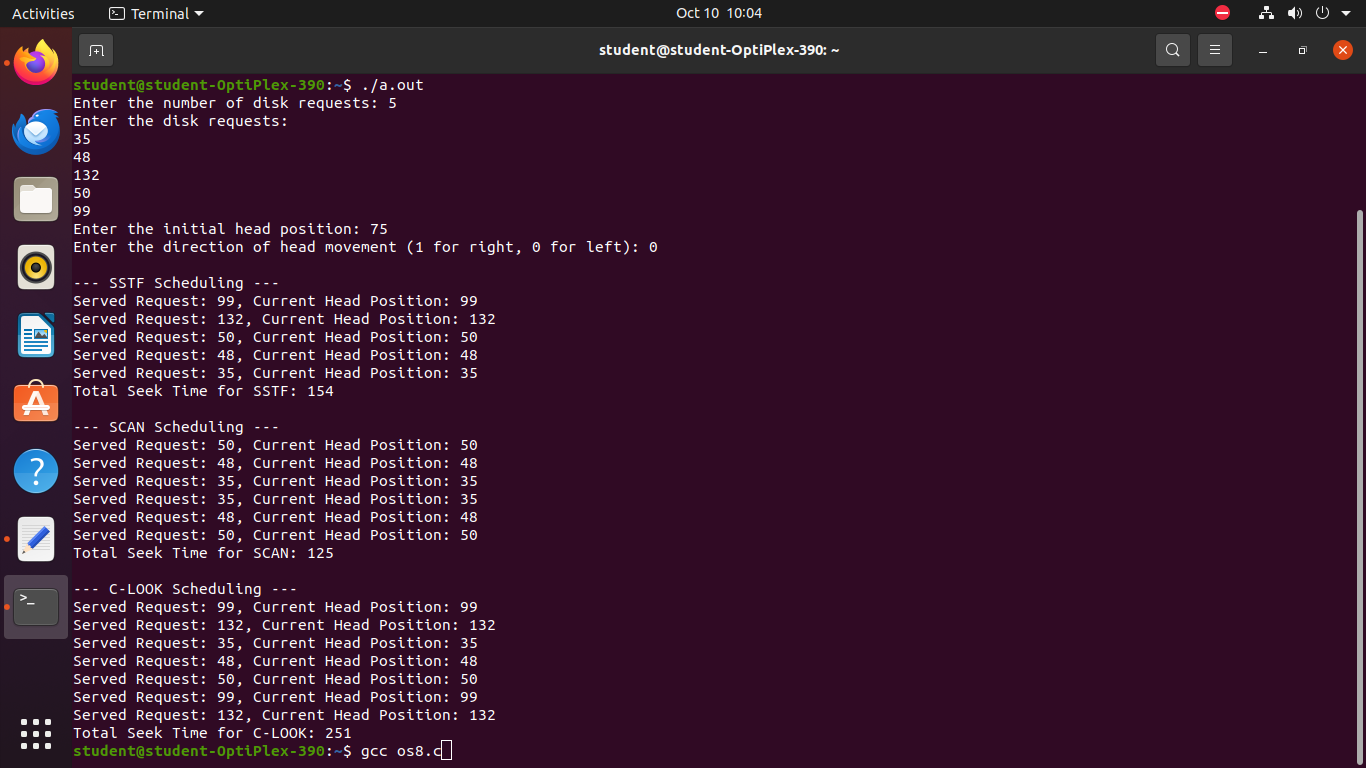 Activities
Terminal
Oct 10 10:04
student@student-OptiPlex-390: ~
student@student-OptiPlex-390:~$ ./a.out
Enter the number of disk requests: 5
Enter the disk requests:
35
48
132
50
99
Enter the initial head position: 75
Enter the direction of head movement (1 for right, 0 for left): 0
--- SSTF Scheduling ---
Served Request: 99, Current Head Position: 99
Served Request: 132, Current Head Position: 132
Served Request: 50, Current Head Position: 50
Served Request: 48, Current Head Position: 48
Served Request: 35, Current Head Position: 35
Total Seek Time for SSTF: 154
--- SCAN Scheduling ---
Served Request: 50, Current Head Position: 50
Served Request: 48, Current Head Position: 48
Served Request: 35, Current Head Position: 35
Served Request: 35, Current Head Position: 35
Served Request: 48, Current Head Position: 48
Served Request: 50, Current Head Position: 50
Total Seek Time for SCAN: 125
--- C-LOOK Scheduling ---
Served Request: 99, Current Head Position: 99
Served Request: 132, Current Head Position: 132
Served Request: 35, Current Head Position: 35
Served Request: 48, Current Head Position: 48
Served Request: 50, Current Head Position: 50
Served Request: 99, Current Head Position: 99
Served Request: 132, Current Head Position: 132
Total Seek Time for C-LOOK: 251
student@student-OptiPlex-390:~$ gcc os8.c